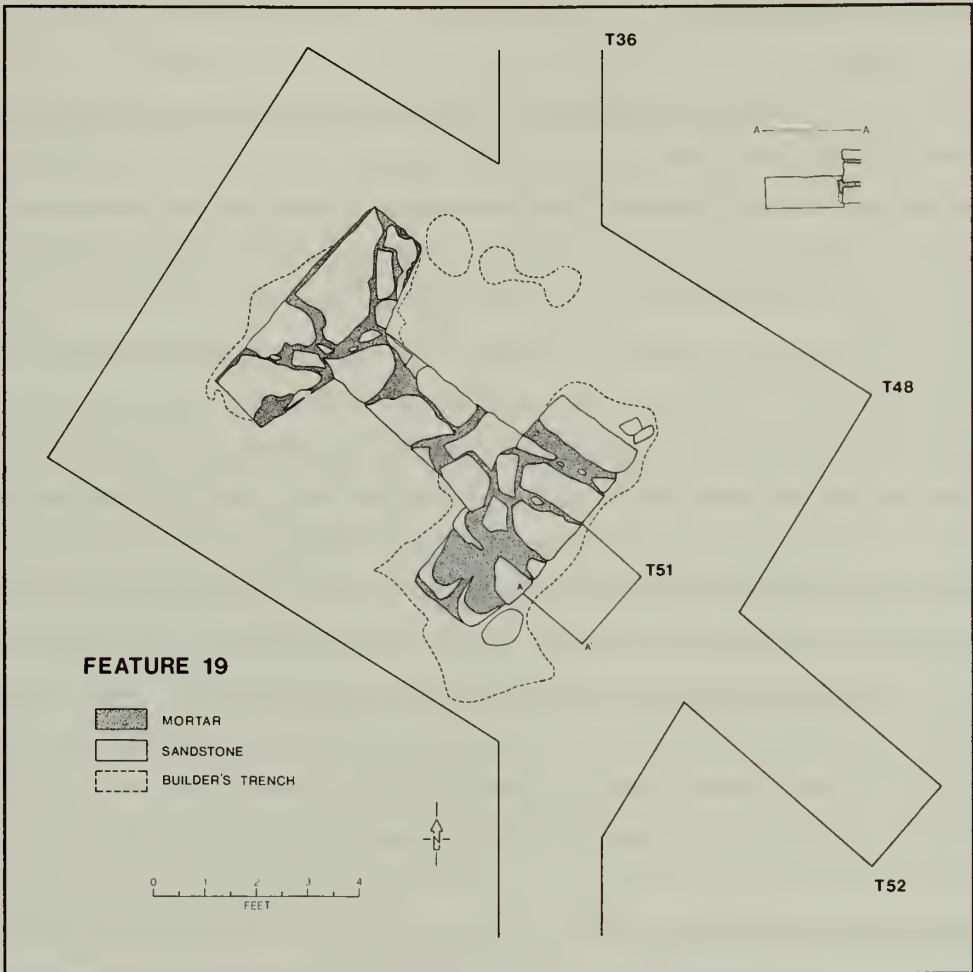 T36
A A
T48
T51
A
A'
FEATURE 19
MORTAR
SANDSTONE
BUILDER'S TRENCH
N
0 1 2 3 4
FEET
T52